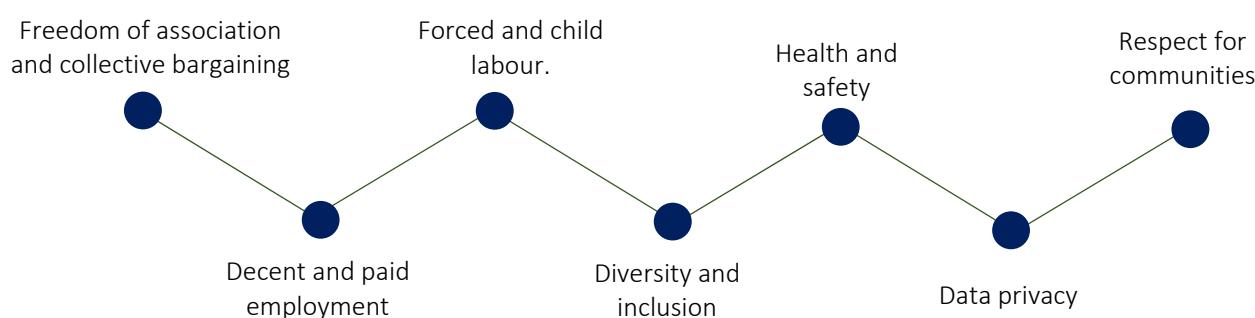 Freedom of association
and collective bargaining
Decent and paid
employment
Forced and child
labour.
Diversity and
inclusion
Health and
safety
Data privacy
Respect for
communities